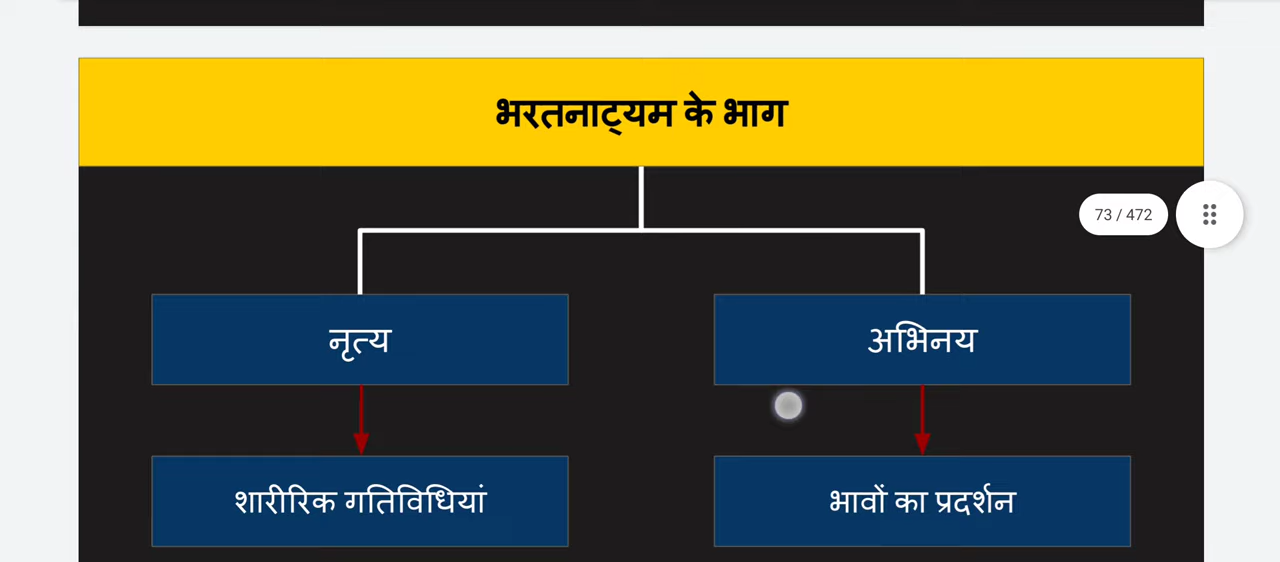 भरतनाट्यम के भाग
73 / 472
नृत्य
अभिनय
शारीरिक गतिविधियां
भावों का प्रदर्शन